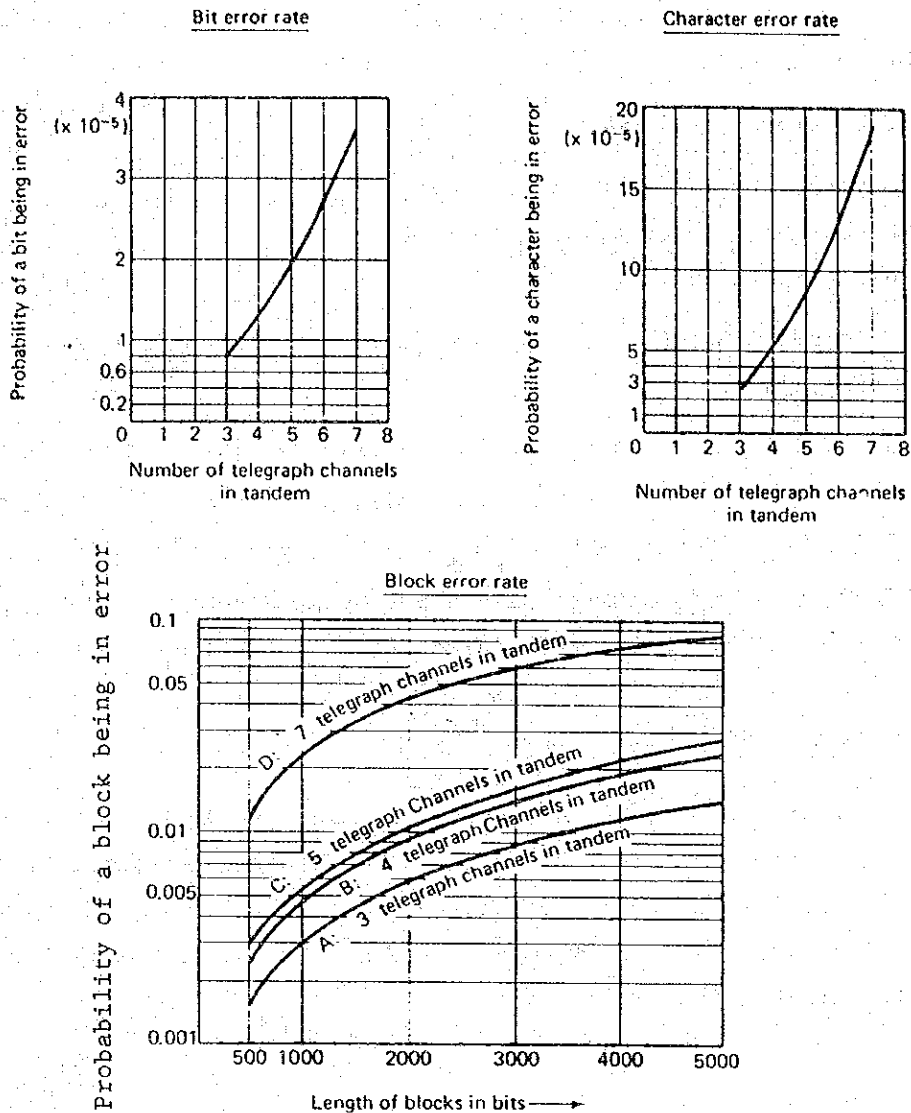 Bit error rate
Probability of a bit being in error
4
(x 10⁻⁵)
3
2
1
0.6
0.2
0 1 2 3 4 5 6 7 8
Number of telegraph channels
in tandem
Character error rate
Probability of a character being in error
20
(x 10⁻⁵)
15
10
5
3
1
0 1 2 3 4 5 6 7 8
Number of telegraph channels
in tandem
Block error rate
Probability of a block being in error
0.1
0.05
0.01
0.005
0.001
D: 7 telegraph channels in tandem
C: 5 telegraph Channels in tandem
B: 4 telegraph Channels in tandem
A: 3 telegraph channels in tandem
500 1000 2000 3000 4000 5000
Length of blocks in bits →